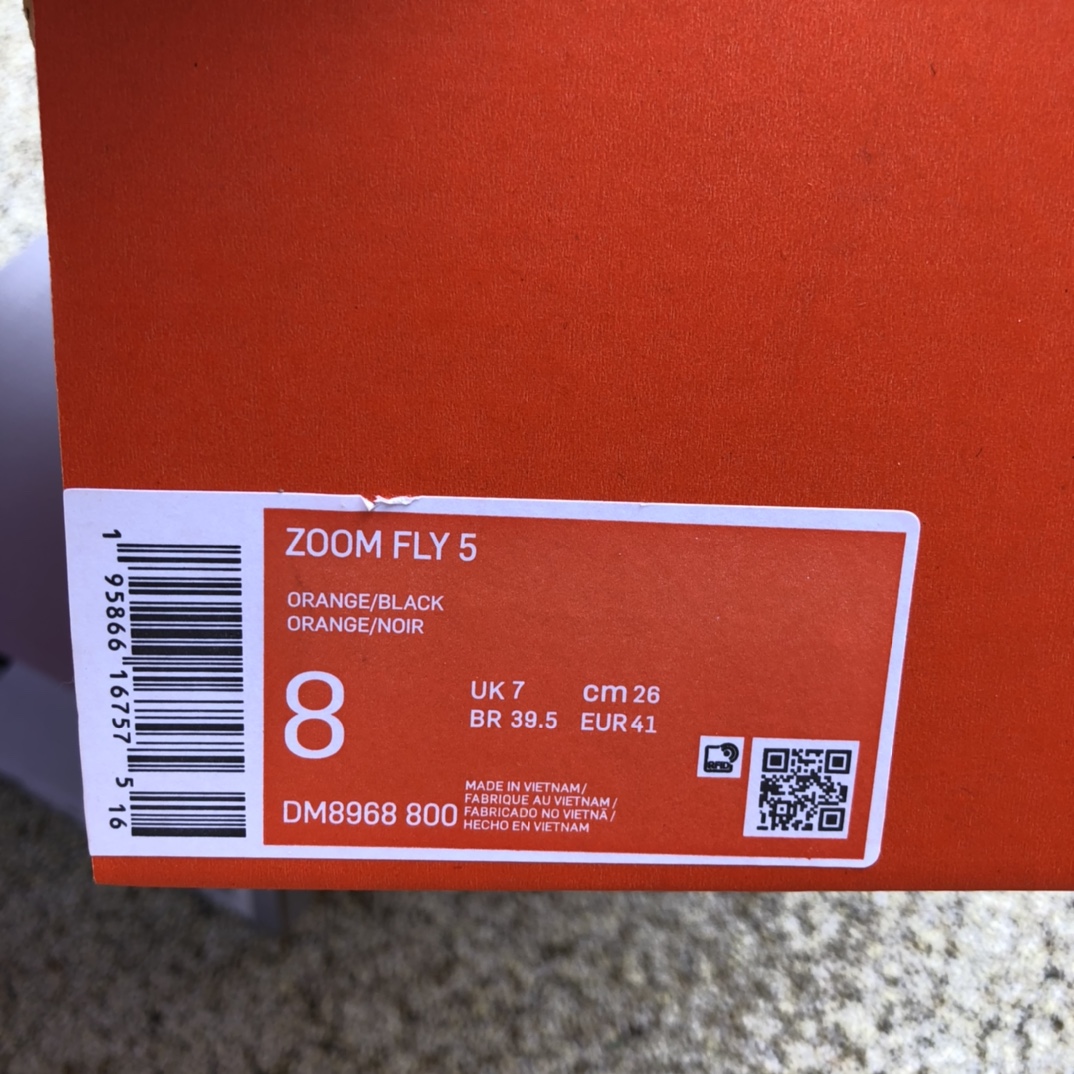 ZOOM FLY 5
ORANGE/BLACK
ORANGE/NOIR
8
UK 7 cm 26
BR 39.5 EUR 41
DM8968 800
MADE IN VIETNAM/
FABRIQUE AU VIETNAM/
FABRICADO NO VIETNÃ/
HECHO EN VIETNAM
RFID
1 95866 16757 5 16